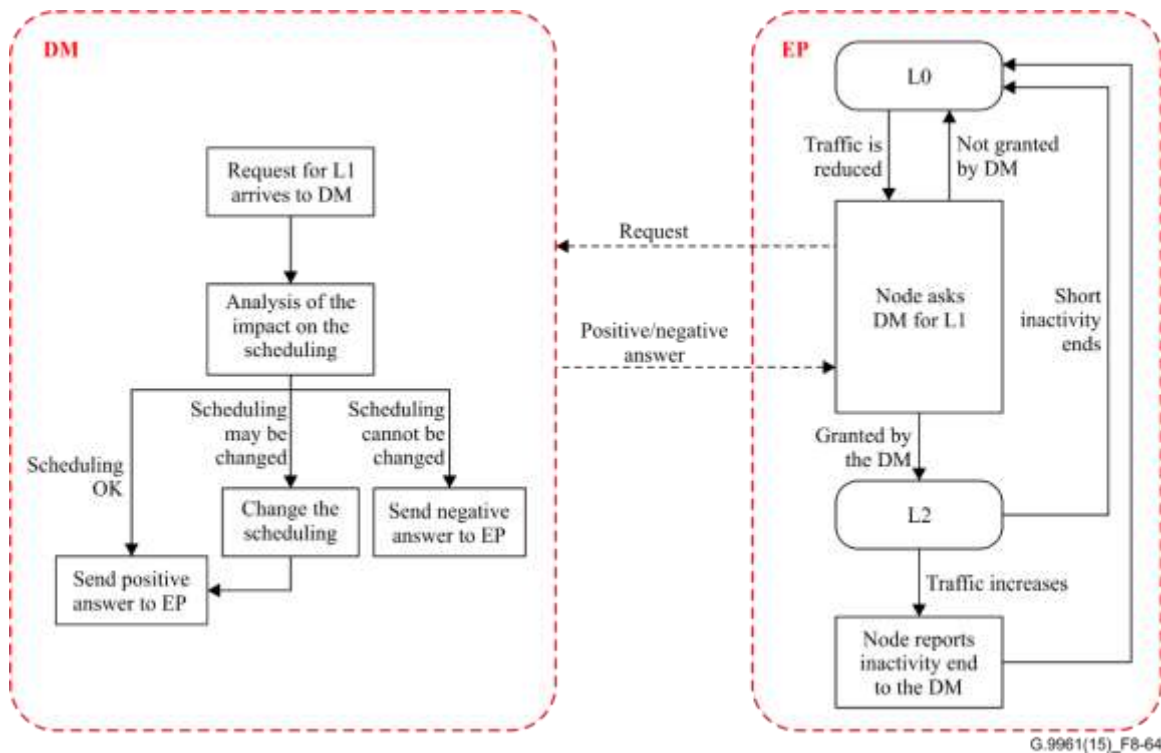 DM
Request for L1
arrives to DM
Analysis of the
impact on the
scheduling
Scheduling
OK
Scheduling
may be
changed
Scheduling
cannot be
changed
Change the
scheduling
Send negative
answer to EP
Send positive
answer to EP
Request
Positive/negative
answer
EP
L0
Traffic is
reduced
Not granted
by DM
Node asks
DM for L1
Short
inactivity
ends
Granted by
the DM
L2
Traffic increases
Node reports
inactivity end
to the DM
G.9961(15)_F8-64